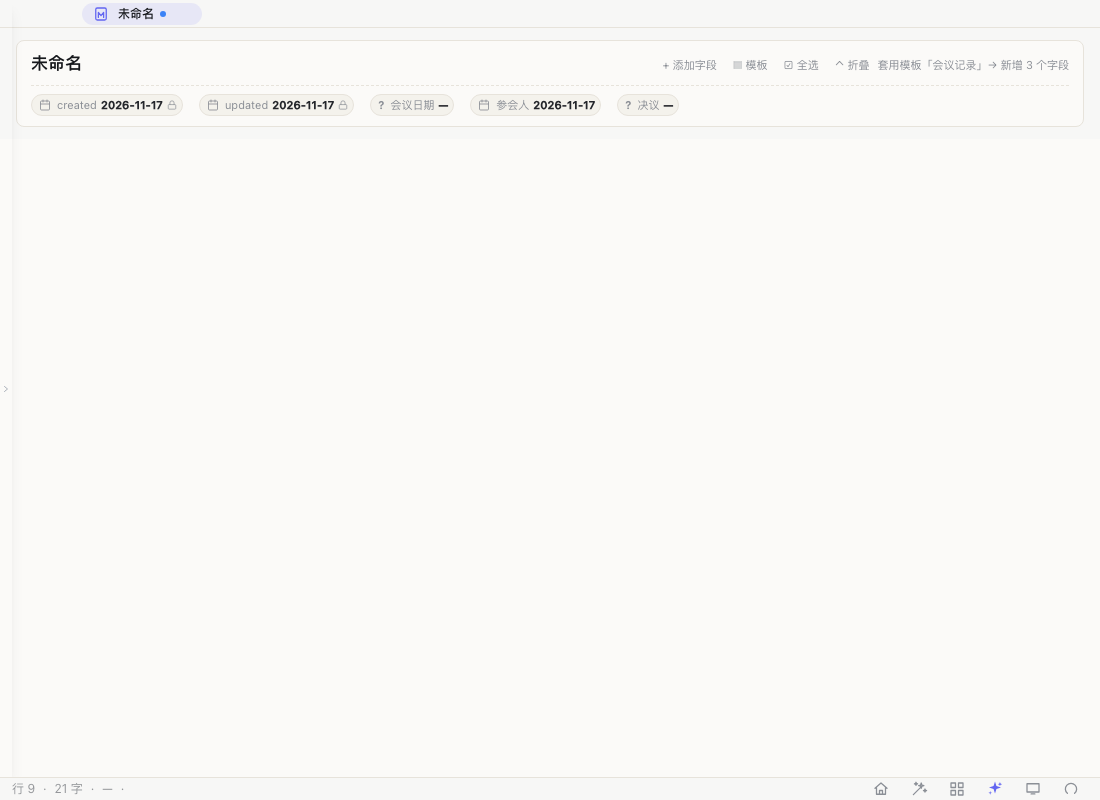 未命名
未命名
+ 添加字段 模板 全选 折叠 套用模板「会议记录」→ 新增 3 个字段
created 2026-11-17 updated 2026-11-17 ? 会议日期 — 参会人 2026-11-17 ? 决议 —
行 9 · 21 字 · — ·